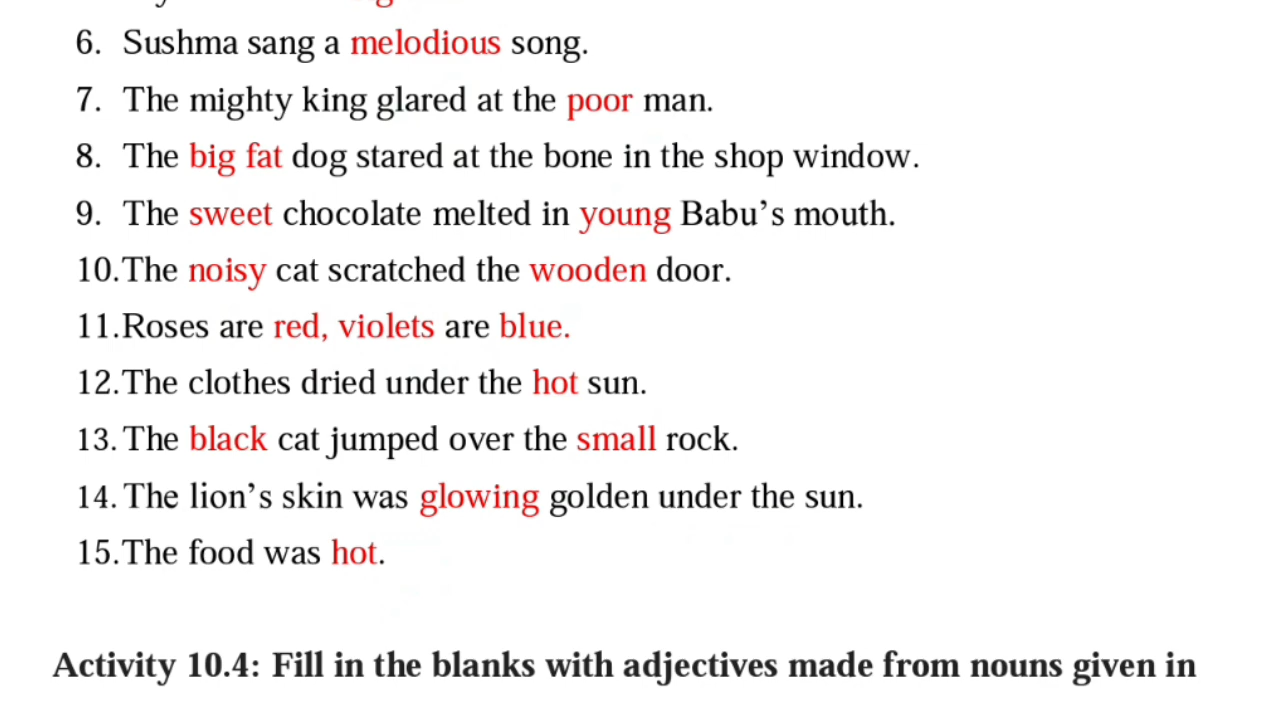 6. Sushma sang a melodious song.
7. The mighty king glared at the poor man.
8. The big fat dog stared at the bone in the shop window.
9. The sweet chocolate melted in young Babu’s mouth.
10.The noisy cat scratched the wooden door.
11.Roses are red, violets are blue.
12.The clothes dried under the hot sun.
13. The black cat jumped over the small rock.
14. The lion’s skin was glowing golden under the sun.
15.The food was hot.
Activity 10.4: Fill in the blanks with adjectives made from nouns given in